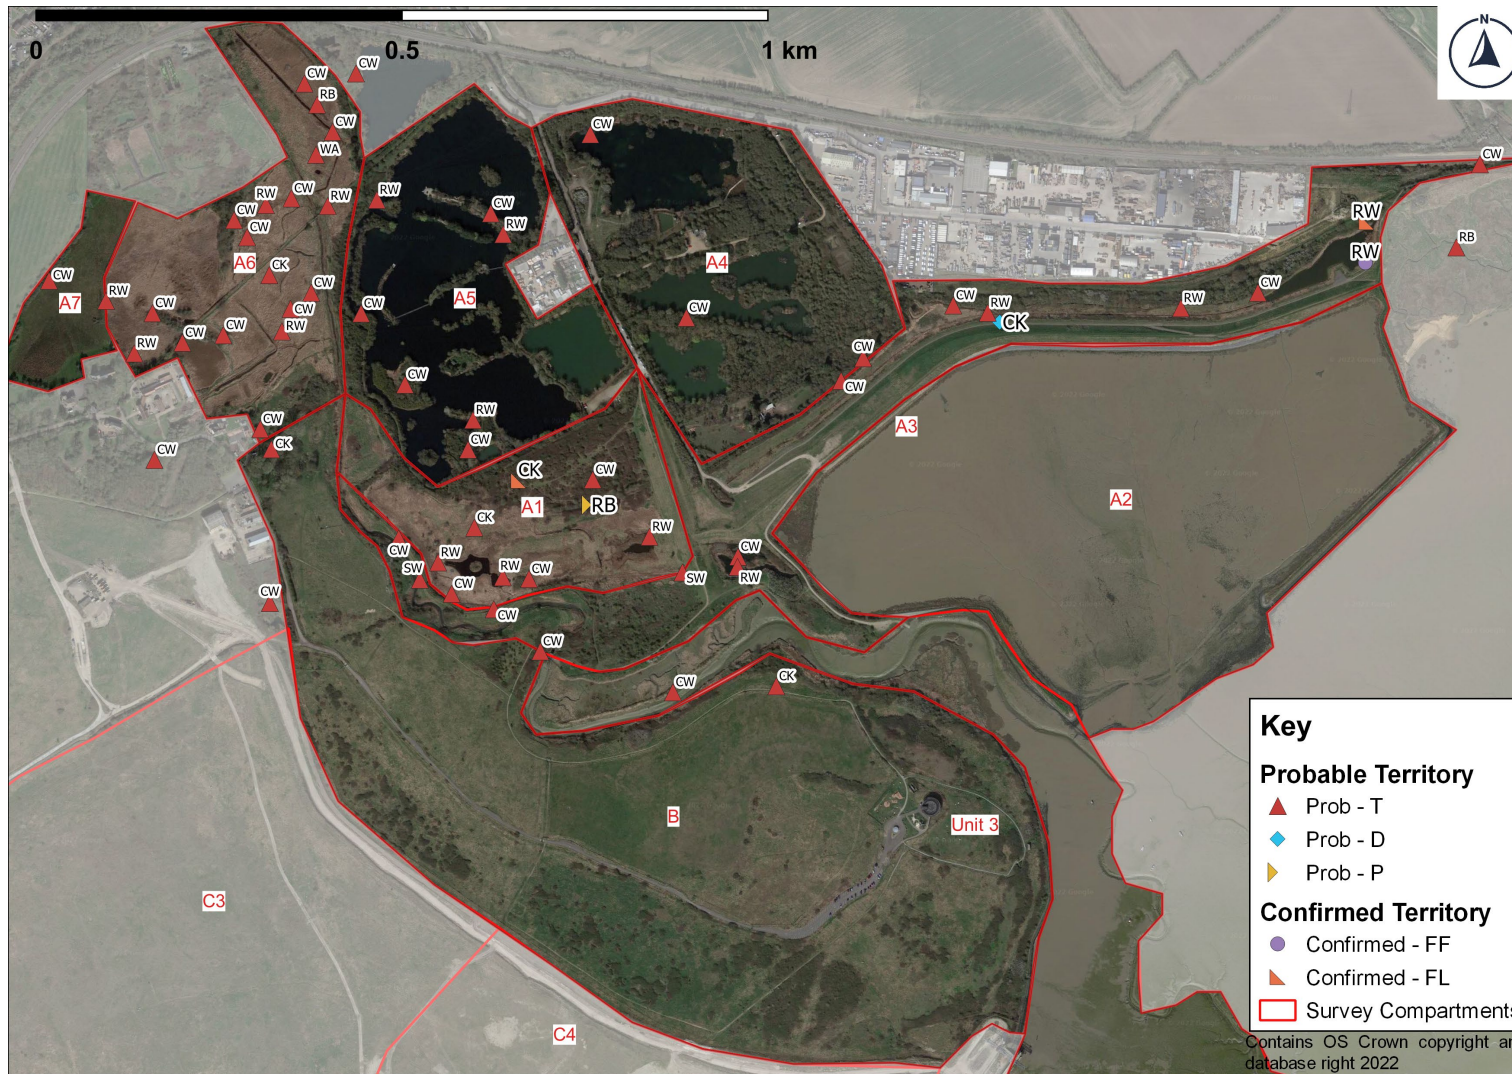 0 0.5 1 km
N
CW
CW
RB
CW
WA
CW
CW
RW
CW
RW
RW
CW
CW
CW
RW
A6
A4
RW
RW
RB
CW
CK
A7
RW
CW
CW
CW
A5
CW
CW
RW
CW
RW
CK
CW
RW
CW
CW
RW
CW
CW
CW
CW
RW
A3
CW
CK
CW
CW
CK
CW
A1
RB
A2
CK
RW
CW
RW
SW
RW
CW
CW
CW
SW
CW
RW
CW
CW
CW
CK
B
Unit 3
C3
C4
Key
Probable Territory
Prob - T
Prob - D
Prob - P
Confirmed Territory
Confirmed - FF
Confirmed - FL
Survey Compartments
Contains OS Crown copyright
database right 2022